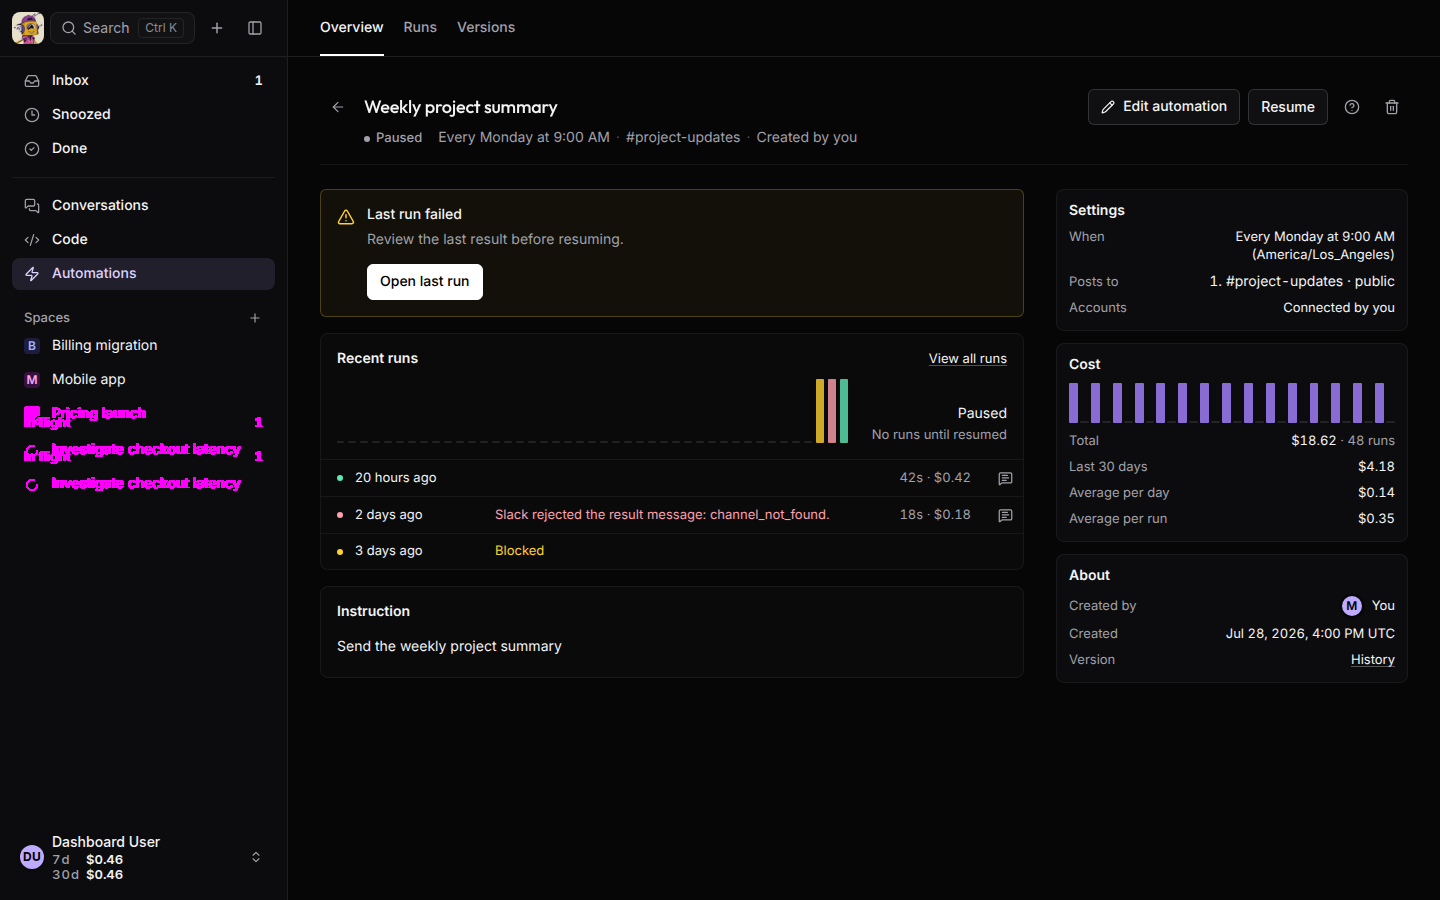 Search Ctrl K
Overview Runs Versions
Inbox 1
Snoozed
Done
Conversations
Code
Automations
Spaces
B Billing migration
M Mobile app
Pricing launch
In flight 1
Investigate checkout latency
In flight 1
Investigate checkout latency
DU Dashboard User
7d $0.46
30d $0.46
Weekly project summary
Edit automation Resume
Paused Every Monday at 9:00 AM · #project-updates · Created by you
Last run failed
Review the last result before resuming.
Open last run
Recent runs View all runs
Paused
No runs until resumed
20 hours ago 42s · $0.42
2 days ago Slack rejected the result message: channel_not_found. 18s · $0.18
3 days ago Blocked
Instruction
Send the weekly project summary
Settings
When Every Monday at 9:00 AM
(America/Los_Angeles)
Posts to 1. #project-updates · public
Accounts Connected by you
Cost
Total $18.62 · 48 runs
Last 30 days $4.18
Average per day $0.14
Average per run $0.35
About
Created by M You
Created Jul 28, 2026, 4:00 PM UTC
Version History